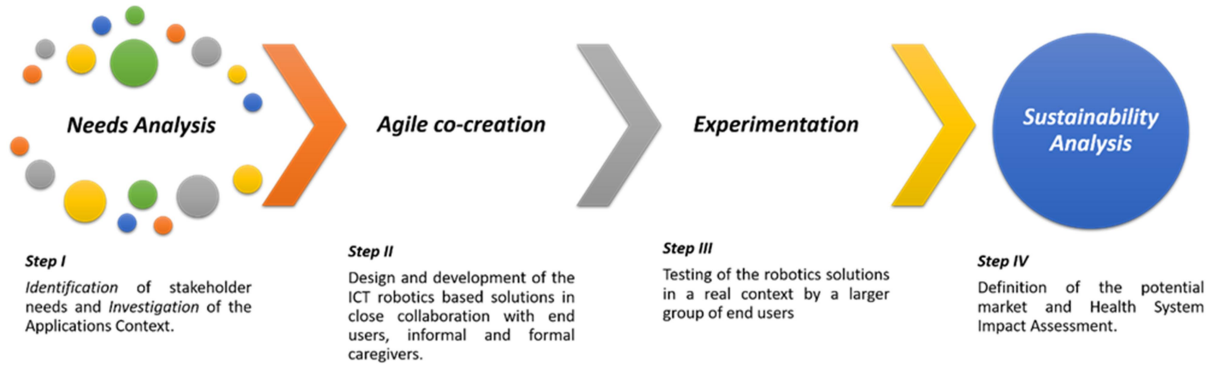 Needs Analysis
Agile co-creation
Experimentation
Sustainability
Analysis
Step I
Identification of stakeholder
needs and Investigation of the
Applications Context.
Step II
Design and development of the
ICT robotics based solutions in
close collaboration with end
users, informal and formal
caregivers.
Step III
Testing of the robotics solutions
in a real context by a larger
group of end users
Step IV
Definition of the potential
market and Health System
Impact Assessment.